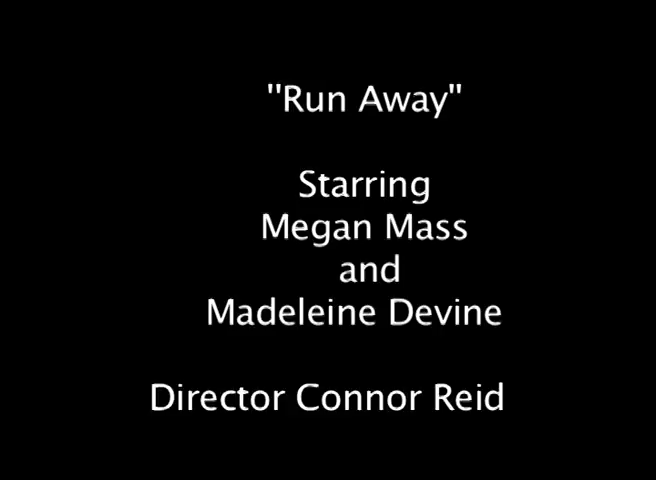 "Run Away"
Starring
Megan Mass
and
Madeleine Devine
Director Connor Reid